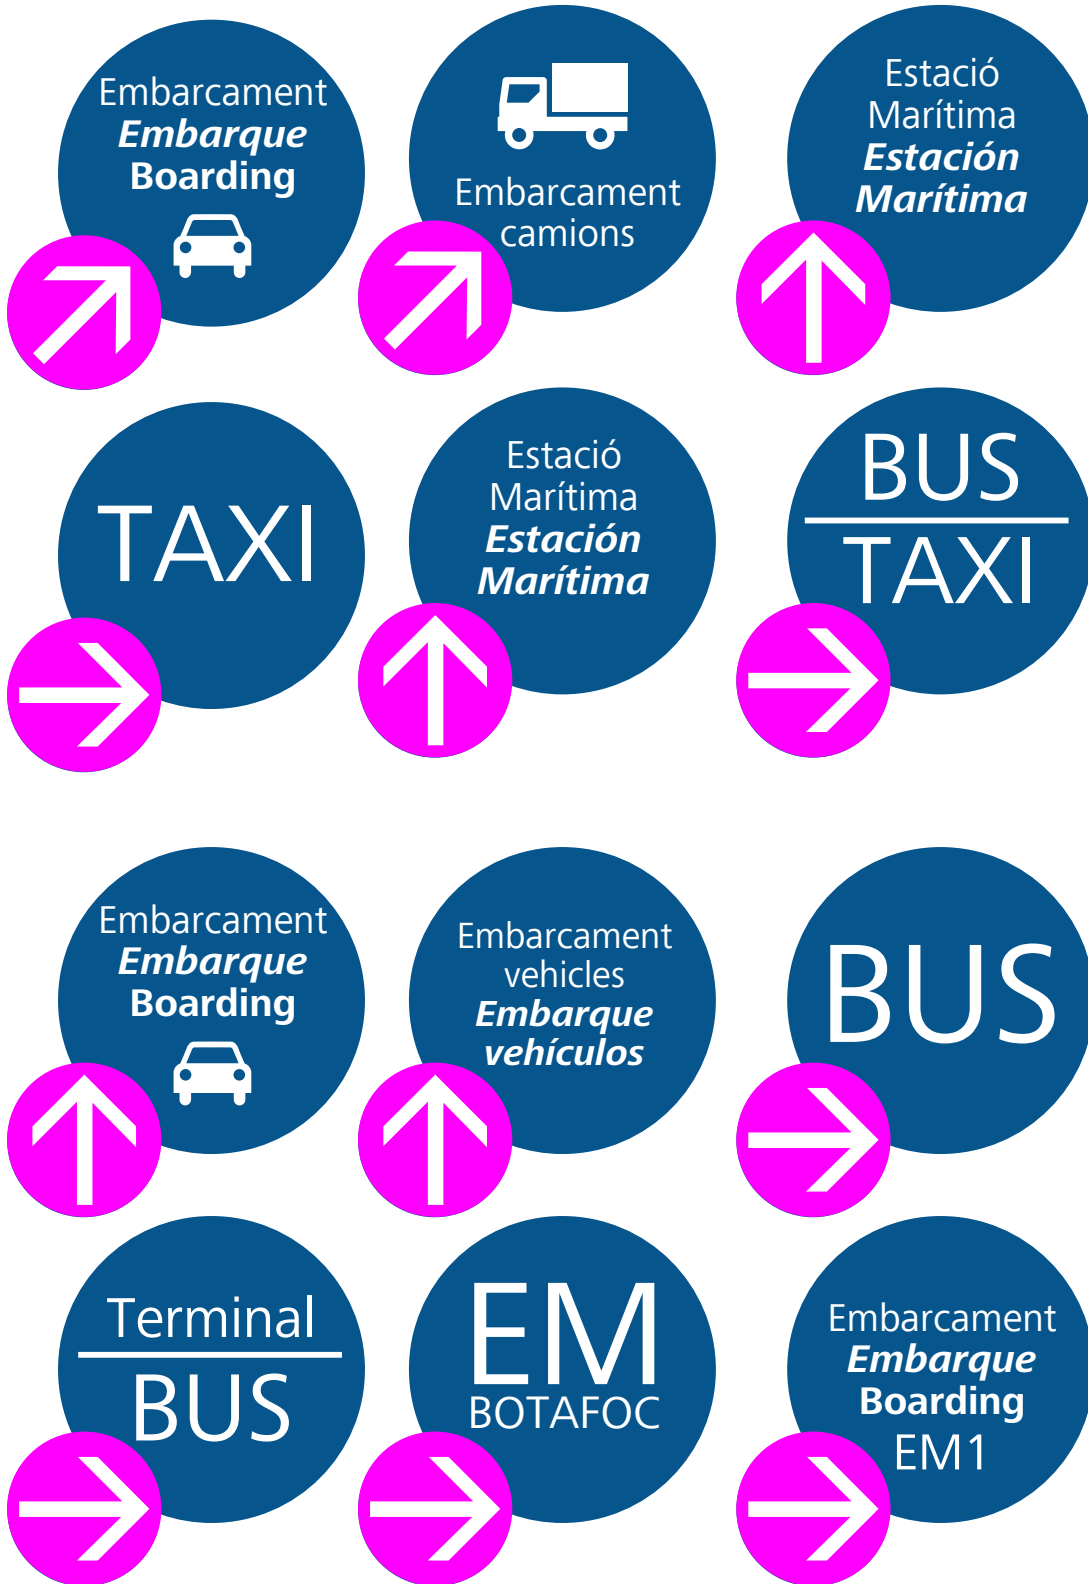 Embarcament
Embarque
Boarding
Embarcament
camions
Estació
Marítima
Estación
Marítima
TAXI
Estació
Marítima
Estación
Marítima
BUS
TAXI
Embarcament
Embarque
Boarding
Embarcament
vehicles
Embarque
vehículos
BUS
Terminal
BUS
EM
BOTAFOC
Embarcament
Embarque
Boarding
EM1